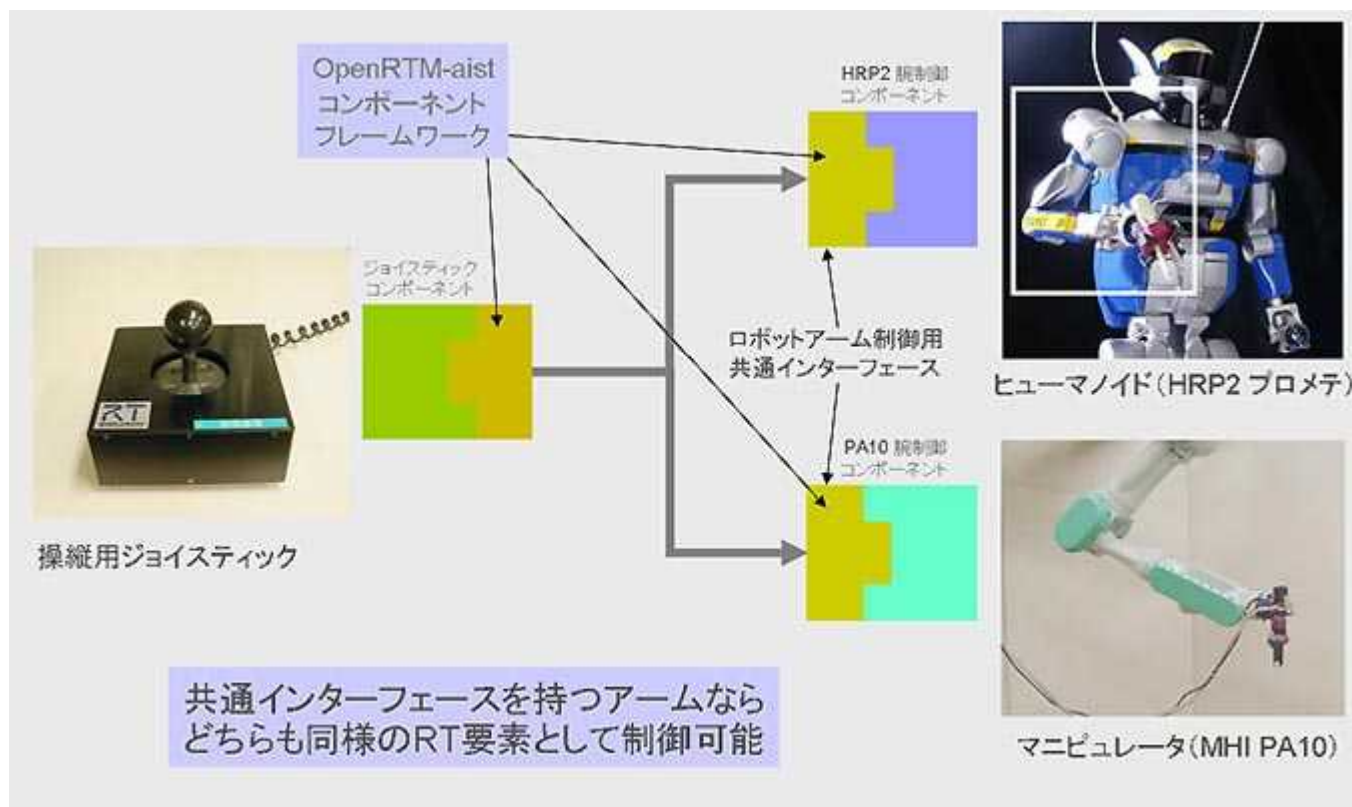 OpenRTM-aist
コンポーネント
フレームワーク
HRP2 腕制御
コンポーネント
ジョイスティック
コンポーネント
RT
ロボットアーム制御用
共通インターフェース
ヒューマノイド(HRP2 プロメテ)
PA10 腕制御
コンポーネント
操縦用ジョイスティック
共通インターフェースを持つアームなら
どちらも同様のRT要素として制御可能
マニピュレータ(MHI PA10)